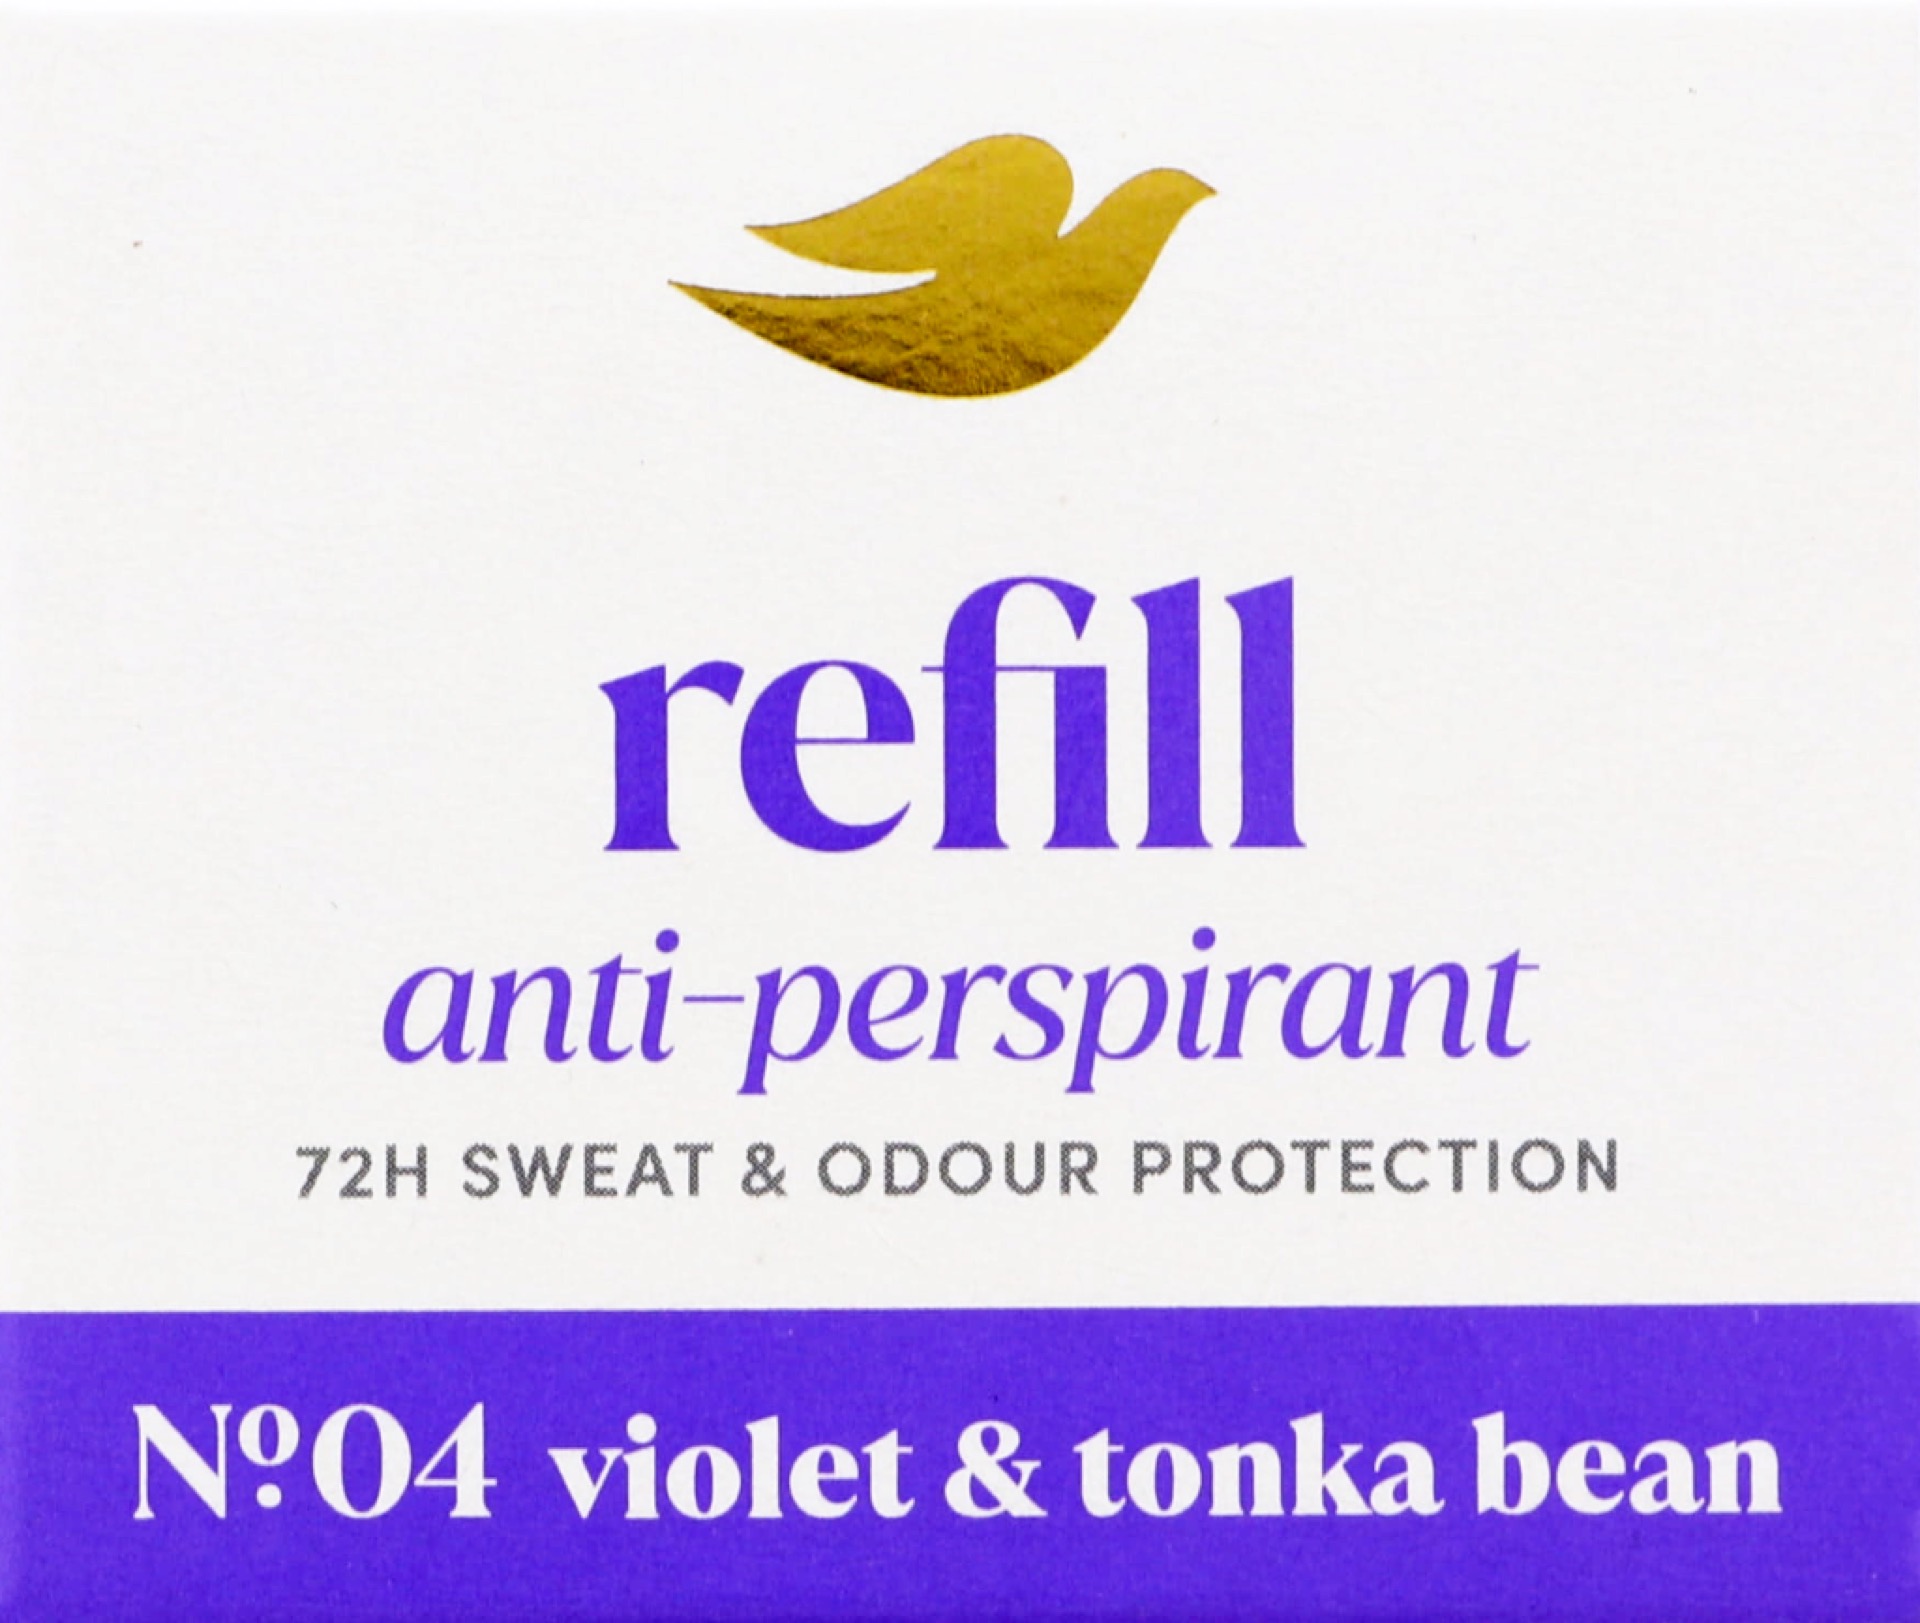 refill
anti-perspirant
72H SWEAT & ODOUR PROTECTION
Nº04 violet & tonka bean